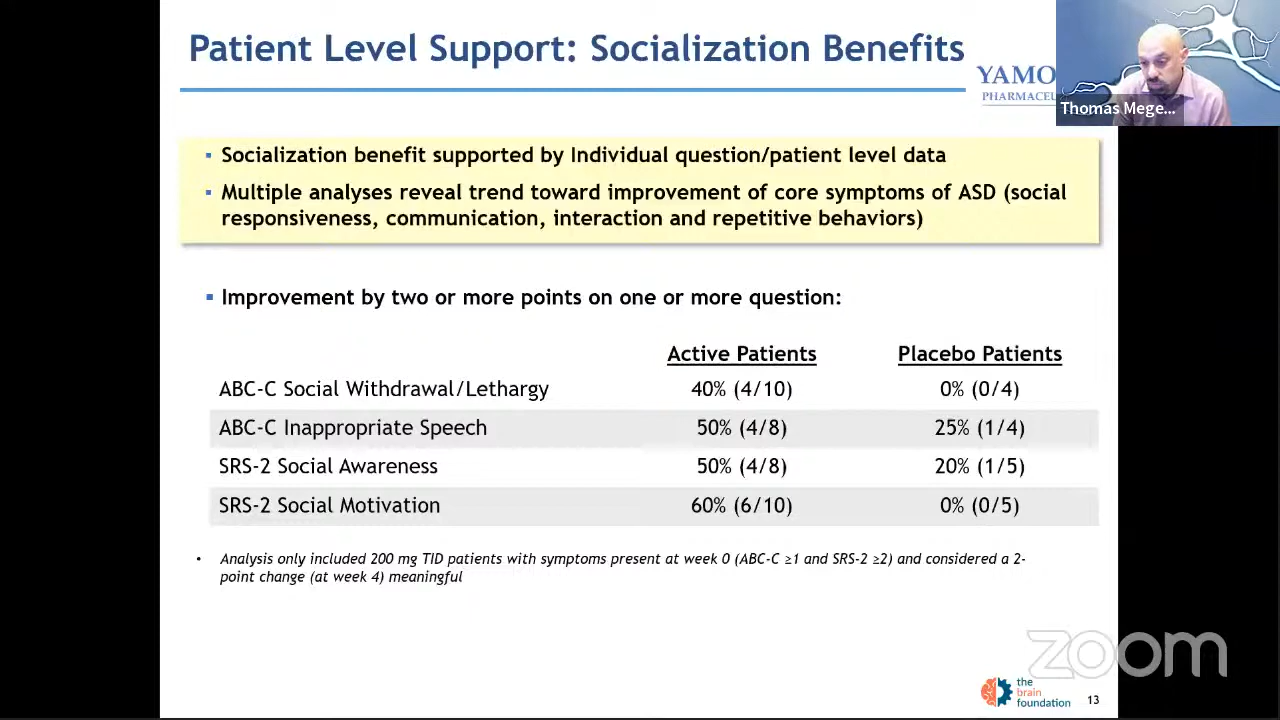 Patient Level Support: Socialization Benefits
YAMO
PHARMACEU
Thomas Mege...
▪ Socialization benefit supported by Individual question/patient level data
▪ Multiple analyses reveal trend toward improvement of core symptoms of ASD (social
responsiveness, communication, interaction and repetitive behaviors)
▪ Improvement by two or more points on one or more question:
Active Patients Placebo Patients
ABC-C Social Withdrawal/Lethargy 40% (4/10) 0% (0/4)
ABC-C Inappropriate Speech 50% (4/8) 25% (1/4)
SRS-2 Social Awareness 50% (4/8) 20% (1/5)
SRS-2 Social Motivation 60% (6/10) 0% (0/5)
• Analysis only included 200 mg TID patients with symptoms present at week 0 (ABC-C ≥1 and SRS-2 ≥2) and considered a 2-
point change (at week 4) meaningful
zoom
the
brain
foundation
13